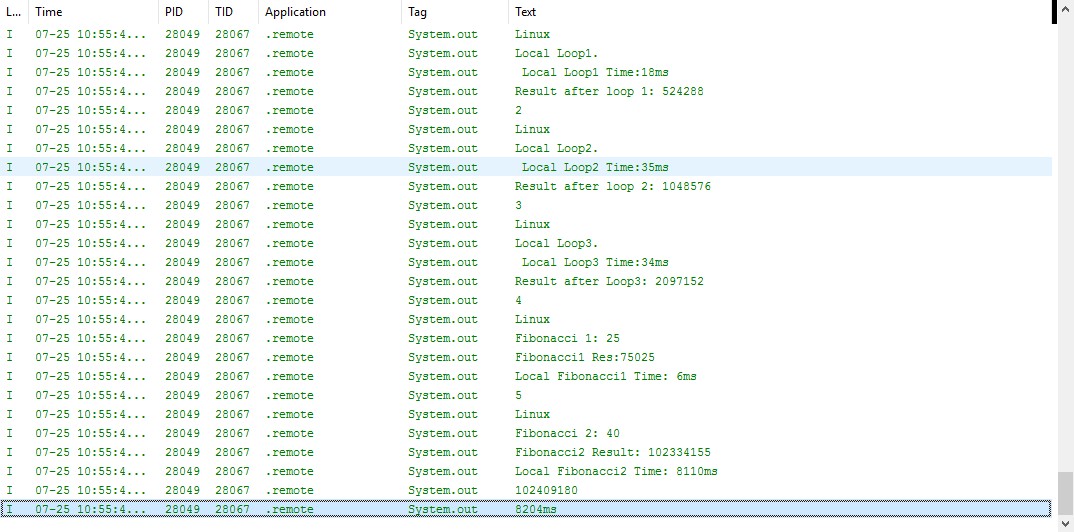 L... Time PID TID Application Tag Text
I 07-25 10:55:4... 28049 28067 .remote System.out Linux
I 07-25 10:55:4... 28049 28067 .remote System.out Local Loop1.
I 07-25 10:55:4... 28049 28067 .remote System.out Local Loop1 Time:18ms
I 07-25 10:55:4... 28049 28067 .remote System.out Result after loop 1: 524288
I 07-25 10:55:4... 28049 28067 .remote System.out 2
I 07-25 10:55:4... 28049 28067 .remote System.out Linux
I 07-25 10:55:4... 28049 28067 .remote System.out Local Loop2.
I 07-25 10:55:4... 28049 28067 .remote System.out Local Loop2 Time:35ms
I 07-25 10:55:4... 28049 28067 .remote System.out Result after loop 2: 1048576
I 07-25 10:55:4... 28049 28067 .remote System.out 3
I 07-25 10:55:4... 28049 28067 .remote System.out Linux
I 07-25 10:55:4... 28049 28067 .remote System.out Local Loop3.
I 07-25 10:55:4... 28049 28067 .remote System.out Local Loop3 Time:34ms
I 07-25 10:55:4... 28049 28067 .remote System.out Result after Loop3: 2097152
I 07-25 10:55:4... 28049 28067 .remote System.out 4
I 07-25 10:55:4... 28049 28067 .remote System.out Linux
I 07-25 10:55:4... 28049 28067 .remote System.out Fibonacci 1: 25
I 07-25 10:55:4... 28049 28067 .remote System.out Fibonacci1 Res:75025
I 07-25 10:55:4... 28049 28067 .remote System.out Local Fibonacci1 Time: 6ms
I 07-25 10:55:4... 28049 28067 .remote System.out 5
I 07-25 10:55:4... 28049 28067 .remote System.out Linux
I 07-25 10:55:4... 28049 28067 .remote System.out Fibonacci 2: 40
I 07-25 10:55:4... 28049 28067 .remote System.out Fibonacci2 Result: 102334155
I 07-25 10:55:4... 28049 28067 .remote System.out Local Fibonacci2 Time: 8110ms
I 07-25 10:55:4... 28049 28067 .remote System.out 102409180
I 07-25 10:55:4... 28049 28067 .remote System.out 8204ms